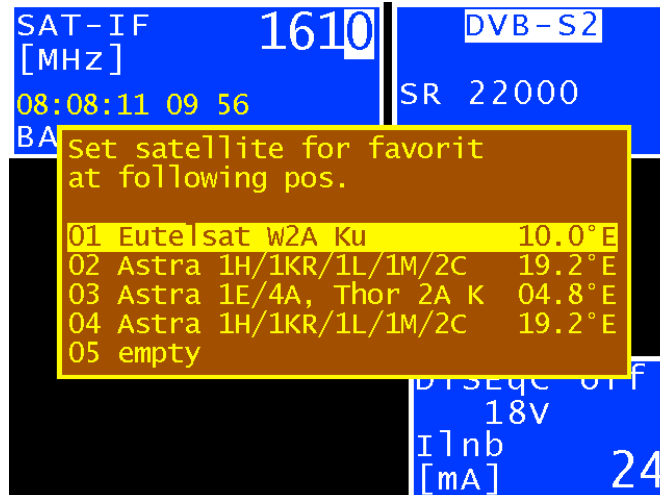 SAT-IF 1610
[MHz]
08:08:11 09 56
BA
DVB-S2
SR 22000
Set satellite for favorit
at following pos.
01 Eutelsat W2A Ku 10.0°E
02 Astra 1H/1KR/1L/1M/2C 19.2°E
03 Astra 1E/4A, Thor 2A K 04.8°E
04 Astra 1H/1KR/1L/1M/2C 19.2°E
05 empty
DiSEqC off
18V
Ilnb
[mA] 24